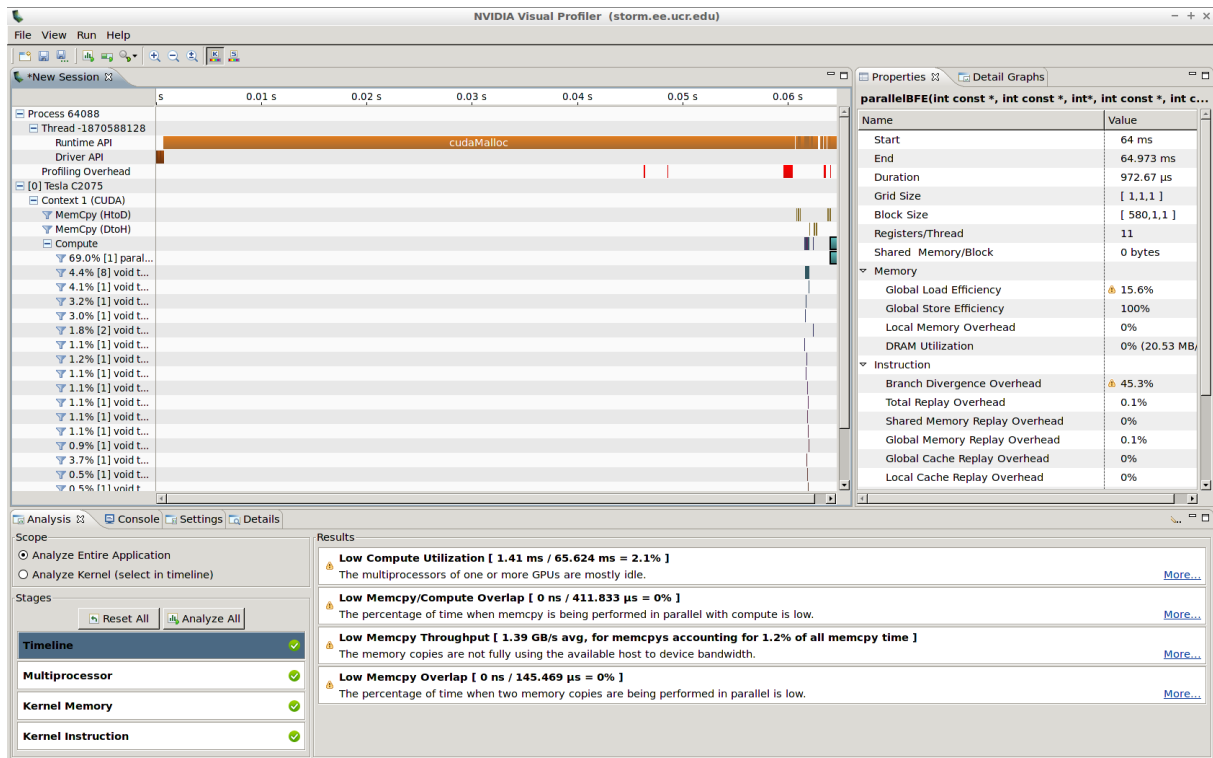 NVIDIA Visual Profiler (storm.ee.ucr.edu)
File View Run Help
*New Session
s 0.01 s 0.02 s 0.03 s 0.04 s 0.05 s 0.06 s
Process 64088
Thread -1870588128
Runtime API cudaMalloc
Driver API
Profiling Overhead
[0] Tesla C2075
Context 1 (CUDA)
MemCpy (HtoD)
MemCpy (DtoH)
Compute
69.0% [1] paral...
4.4% [8] void t...
4.1% [1] void t...
3.2% [1] void t...
3.0% [1] void t...
1.8% [2] void t...
1.1% [1] void t...
1.2% [1] void t...
1.1% [1] void t...
1.1% [1] void t...
1.1% [1] void t...
1.1% [1] void t...
1.1% [1] void t...
0.9% [1] void t...
3.7% [1] void t...
0.5% [1] void t...
0.5% [1] void t...
Properties Detail Graphs
parallelBFE(int const *, int const *, int*, int const *, int c...
Name Value
Start 64 ms
End 64.973 ms
Duration 972.67 µs
Grid Size [ 1,1,1 ]
Block Size [ 580,1,1 ]
Registers/Thread 11
Shared Memory/Block 0 bytes
Memory
Global Load Efficiency 15.6%
Global Store Efficiency 100%
Local Memory Overhead 0%
DRAM Utilization 0% (20.53 MB/
Instruction
Branch Divergence Overhead 45.3%
Total Replay Overhead 0.1%
Shared Memory Replay Overhead 0%
Global Memory Replay Overhead 0.1%
Global Cache Replay Overhead 0%
Local Cache Replay Overhead 0%
Analysis Console Settings Details
Scope
Analyze Entire Application
Analyze Kernel (select in timeline)
Stages
Reset All Analyze All
Timeline
Multiprocessor
Kernel Memory
Kernel Instruction
Results
Low Compute Utilization [ 1.41 ms / 65.624 ms = 2.1% ]
The multiprocessors of one or more GPUs are mostly idle. More...
Low Memcpy/Compute Overlap [ 0 ns / 411.833 µs = 0% ]
The percentage of time when memcpy is being performed in parallel with compute is low. More...
Low Memcpy Throughput [ 1.39 GB/s avg, for memcpys accounting for 1.2% of all memcpy time ]
The memory copies are not fully using the available host to device bandwidth. More...
Low Memcpy Overlap [ 0 ns / 145.469 µs = 0% ]
The percentage of time when two memory copies are being performed in parallel is low. More...